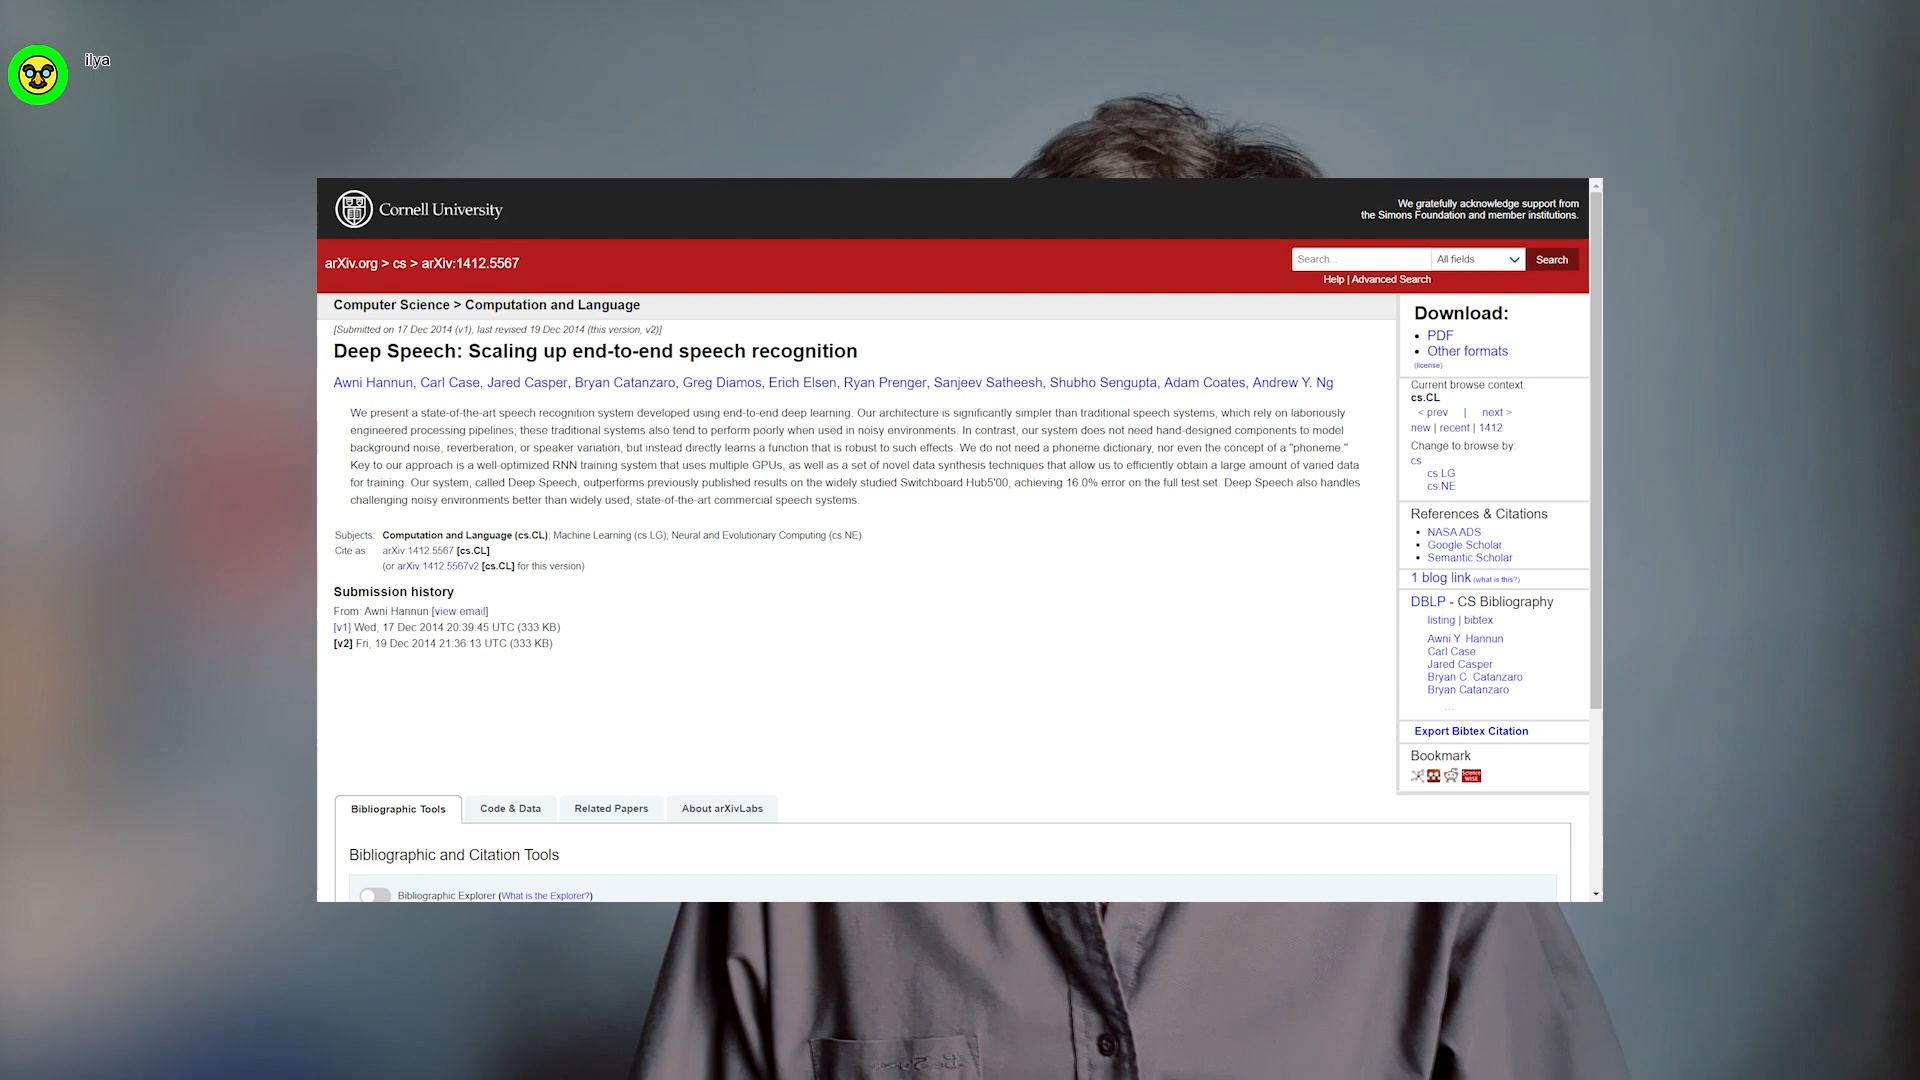 ilya
Cornell University
We gratefully acknowledge support from
the Simons Foundation and member institutions.
arXiv.org > cs > arXiv:1412.5567
Search...
All fields
Search
Help | Advanced Search
Computer Science > Computation and Language
[Submitted on 17 Dec 2014 (v1), last revised 19 Dec 2014 (this version, v2)]
Deep Speech: Scaling up end-to-end speech recognition
Awni Hannun, Carl Case, Jared Casper, Bryan Catanzaro, Greg Diamos, Erich Elsen, Ryan Prenger, Sanjeev Satheesh, Shubho Sengupta, Adam Coates, Andrew Y. Ng
We present a state-of-the-art speech recognition system developed using end-to-end deep learning. Our architecture is significantly simpler than traditional speech systems, which rely on laboriously
engineered processing pipelines; these traditional systems also tend to perform poorly when used in noisy environments. In contrast, our system does not need hand-designed components to model
background noise, reverberation, or speaker variation, but instead directly learns a function that is robust to such effects. We do not need a phoneme dictionary, nor even the concept of a "phoneme."
Key to our approach is a well-optimized RNN training system that uses multiple GPUs, as well as a set of novel data synthesis techniques that allow us to efficiently obtain a large amount of varied data
for training. Our system, called Deep Speech, outperforms previously published results on the widely studied Switchboard Hub5'00, achieving 16.0% error on the full test set. Deep Speech also handles
challenging noisy environments better than widely used, state-of-the-art commercial speech systems.
Subjects: Computation and Language (cs.CL); Machine Learning (cs.LG); Neural and Evolutionary Computing (cs.NE)
Cite as: arXiv:1412.5567 [cs.CL]
(or arXiv:1412.5567v2 [cs.CL] for this version)
Submission history
From: Awni Hannun [view email]
[v1] Wed, 17 Dec 2014 20:39:45 UTC (333 KB)
[v2] Fri, 19 Dec 2014 21:36:13 UTC (333 KB)
Download:
PDF
Other formats
(license)
Current browse context:
cs.CL
< prev | next >
new | recent | 1412
Change to browse by:
cs
cs.LG
cs.NE
References & Citations
NASA ADS
Google Scholar
Semantic Scholar
1 blog link (what is this?)
DBLP - CS Bibliography
listing | bibtex
Awni Y. Hannun
Carl Case
Jared Casper
Bryan C. Catanzaro
Bryan Catanzaro
...
Export Bibtex Citation
Bookmark
Science
WISE
Bibliographic Tools
Code & Data
Related Papers
About arXivLabs
Bibliographic and Citation Tools
Bibliographic Explorer (What is the Explorer?)